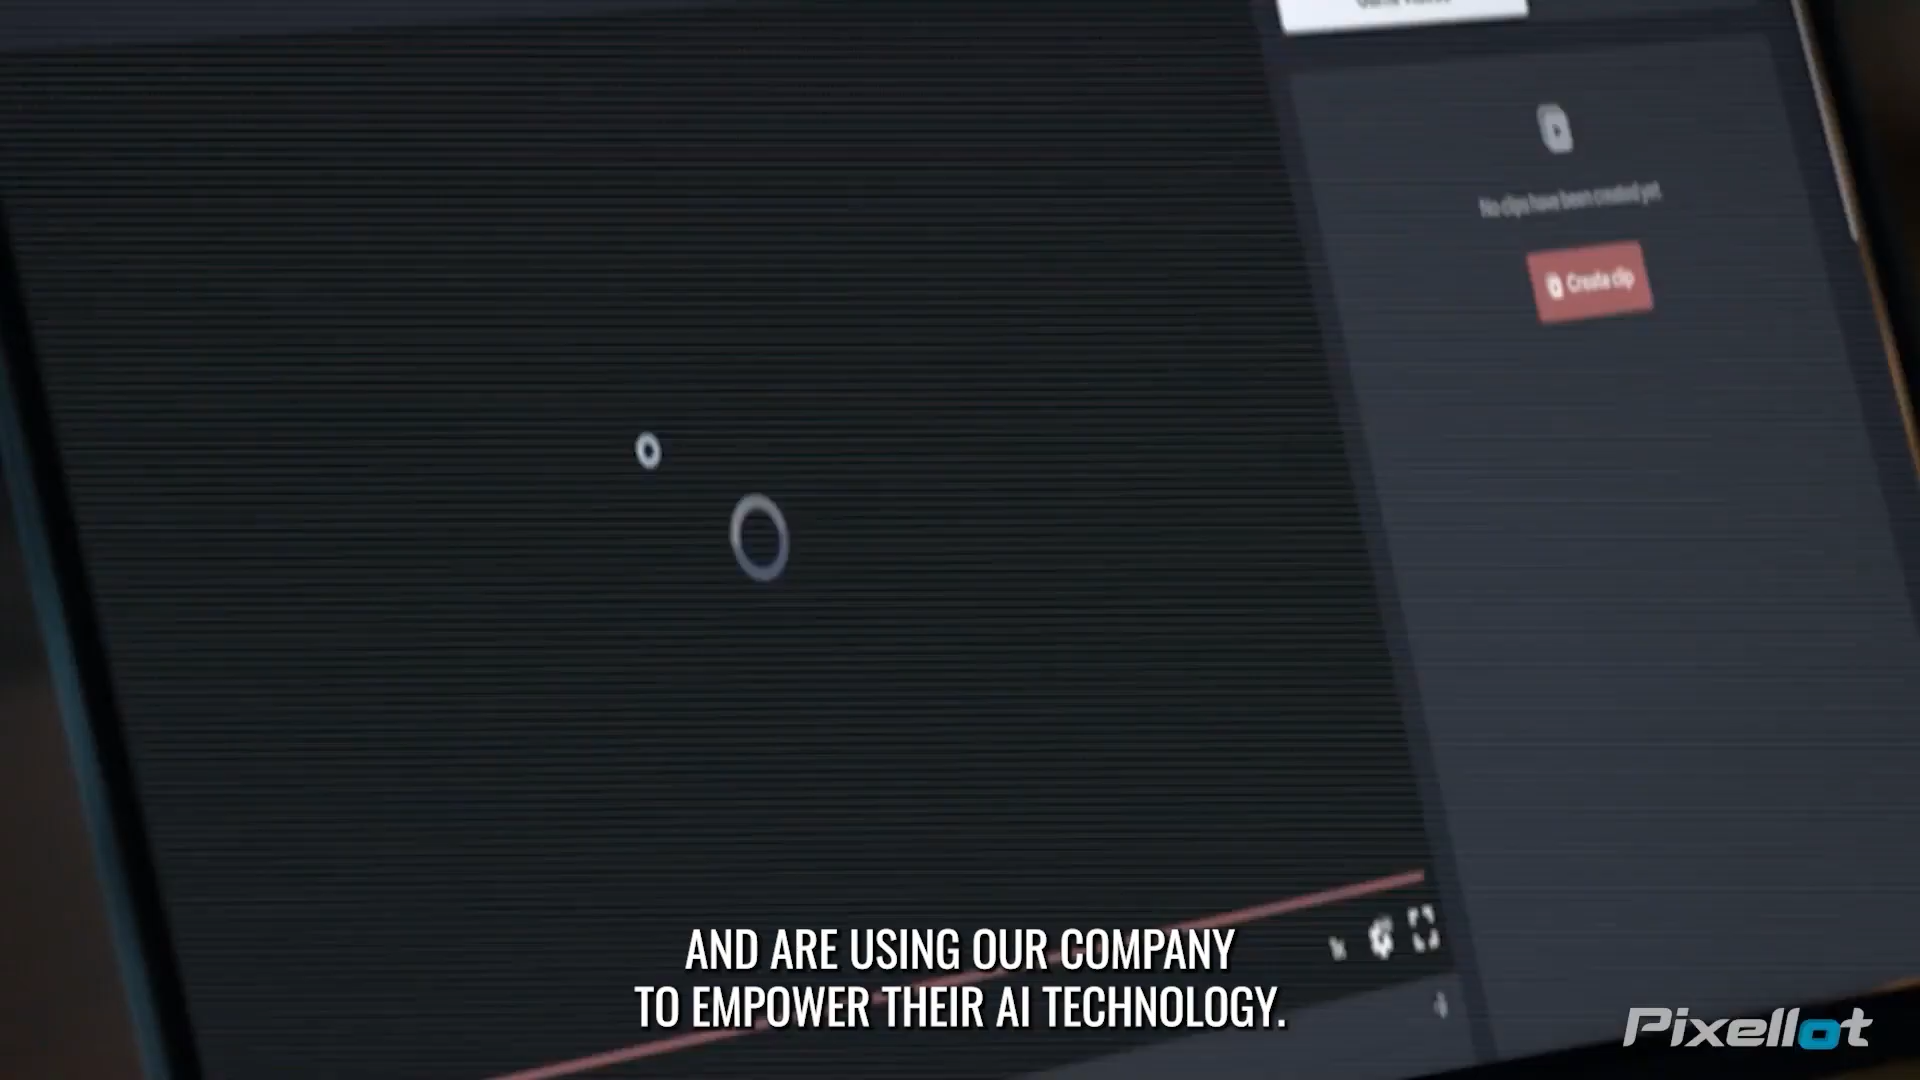 No clips have been created yet.
Create clip
1x
AND ARE USING OUR COMPANY
TO EMPOWER THEIR AI TECHNOLOGY.
Pixellot